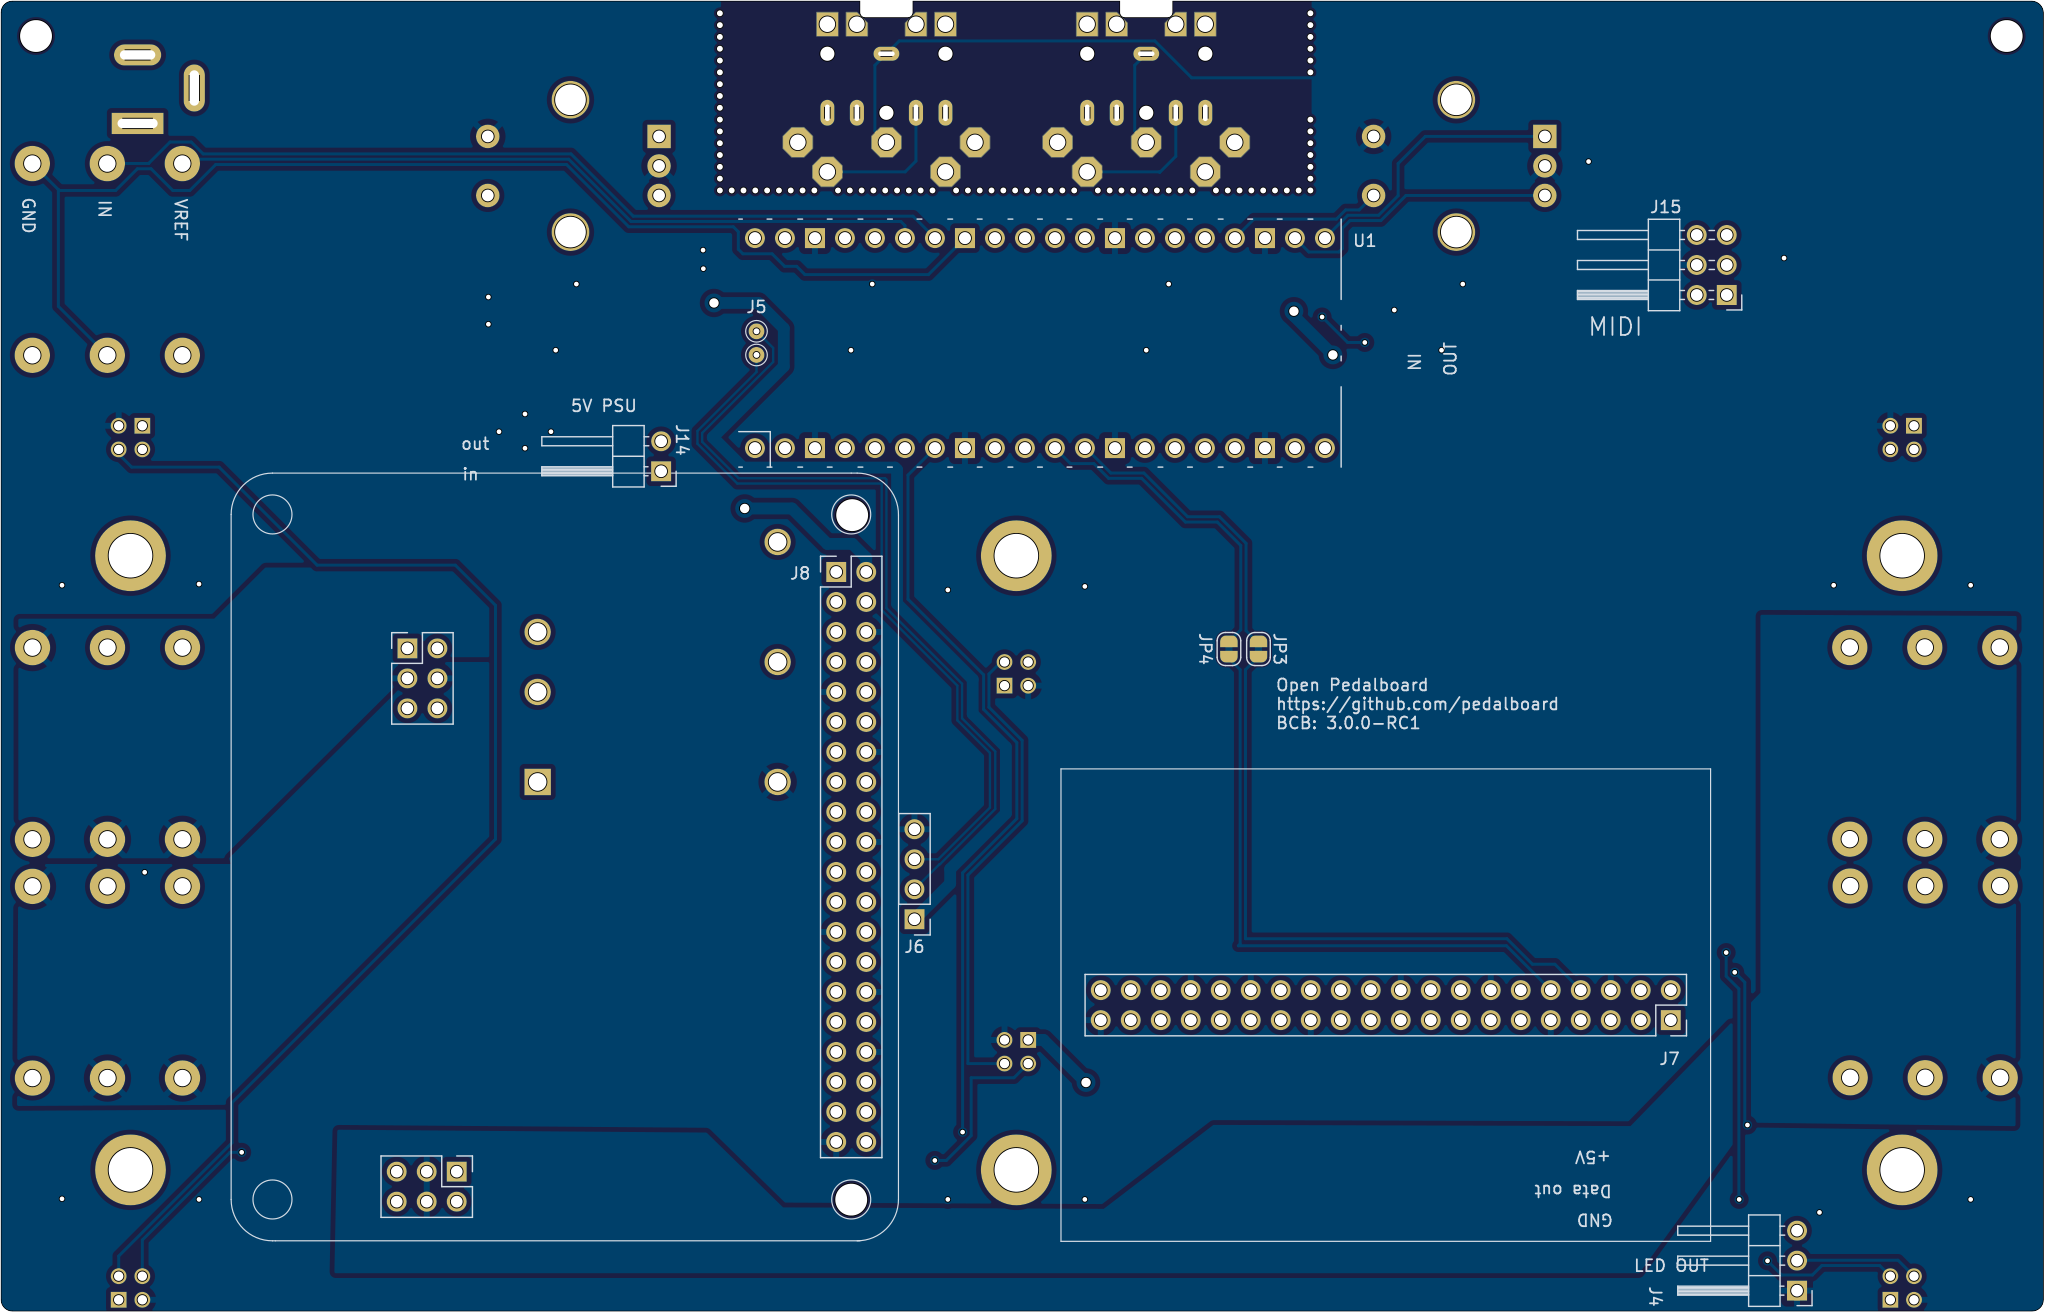 GND
IN
VREF
J15
U1
J5
MIDI
IN
OUT
5V PSU
out
in
J14
J8
JP4
JP3
Open Pedalboard
https://github.com/pedalboard
BCB: 3.0.0-RC1
J6
J7
+5V
Data out
GND
LED OUT
J4